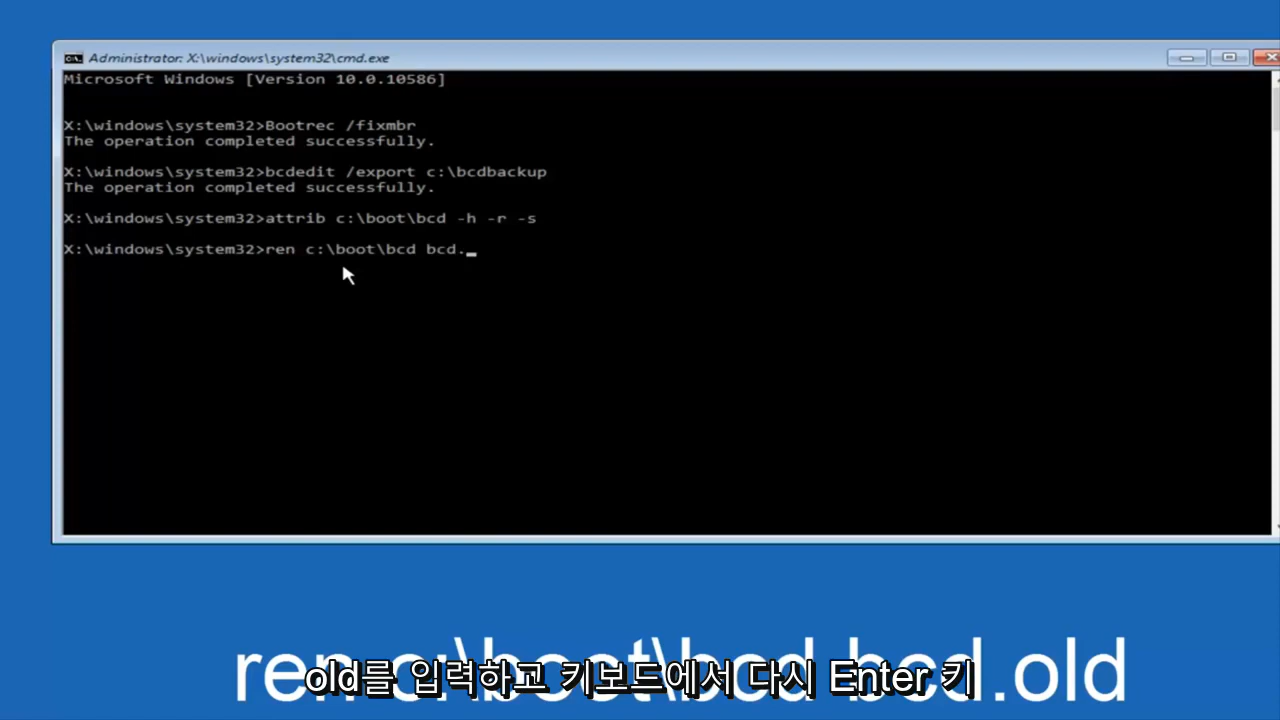 Administrator: X:\windows\system32\cmd.exe
Microsoft Windows [Version 10.0.10586]
X:\windows\system32>Bootrec /fixmbr
The operation completed successfully.
X:\windows\system32>bcdedit /export c:\bcdbackup
The operation completed successfully.
X:\windows\system32>attrib c:\boot\bcd -h -r -s
X:\windows\system32>ren c:\boot\bcd bcd._
ren c:\boot\bcd bcd.old
old를 입력하고 키보드에서 다시 Enter 키